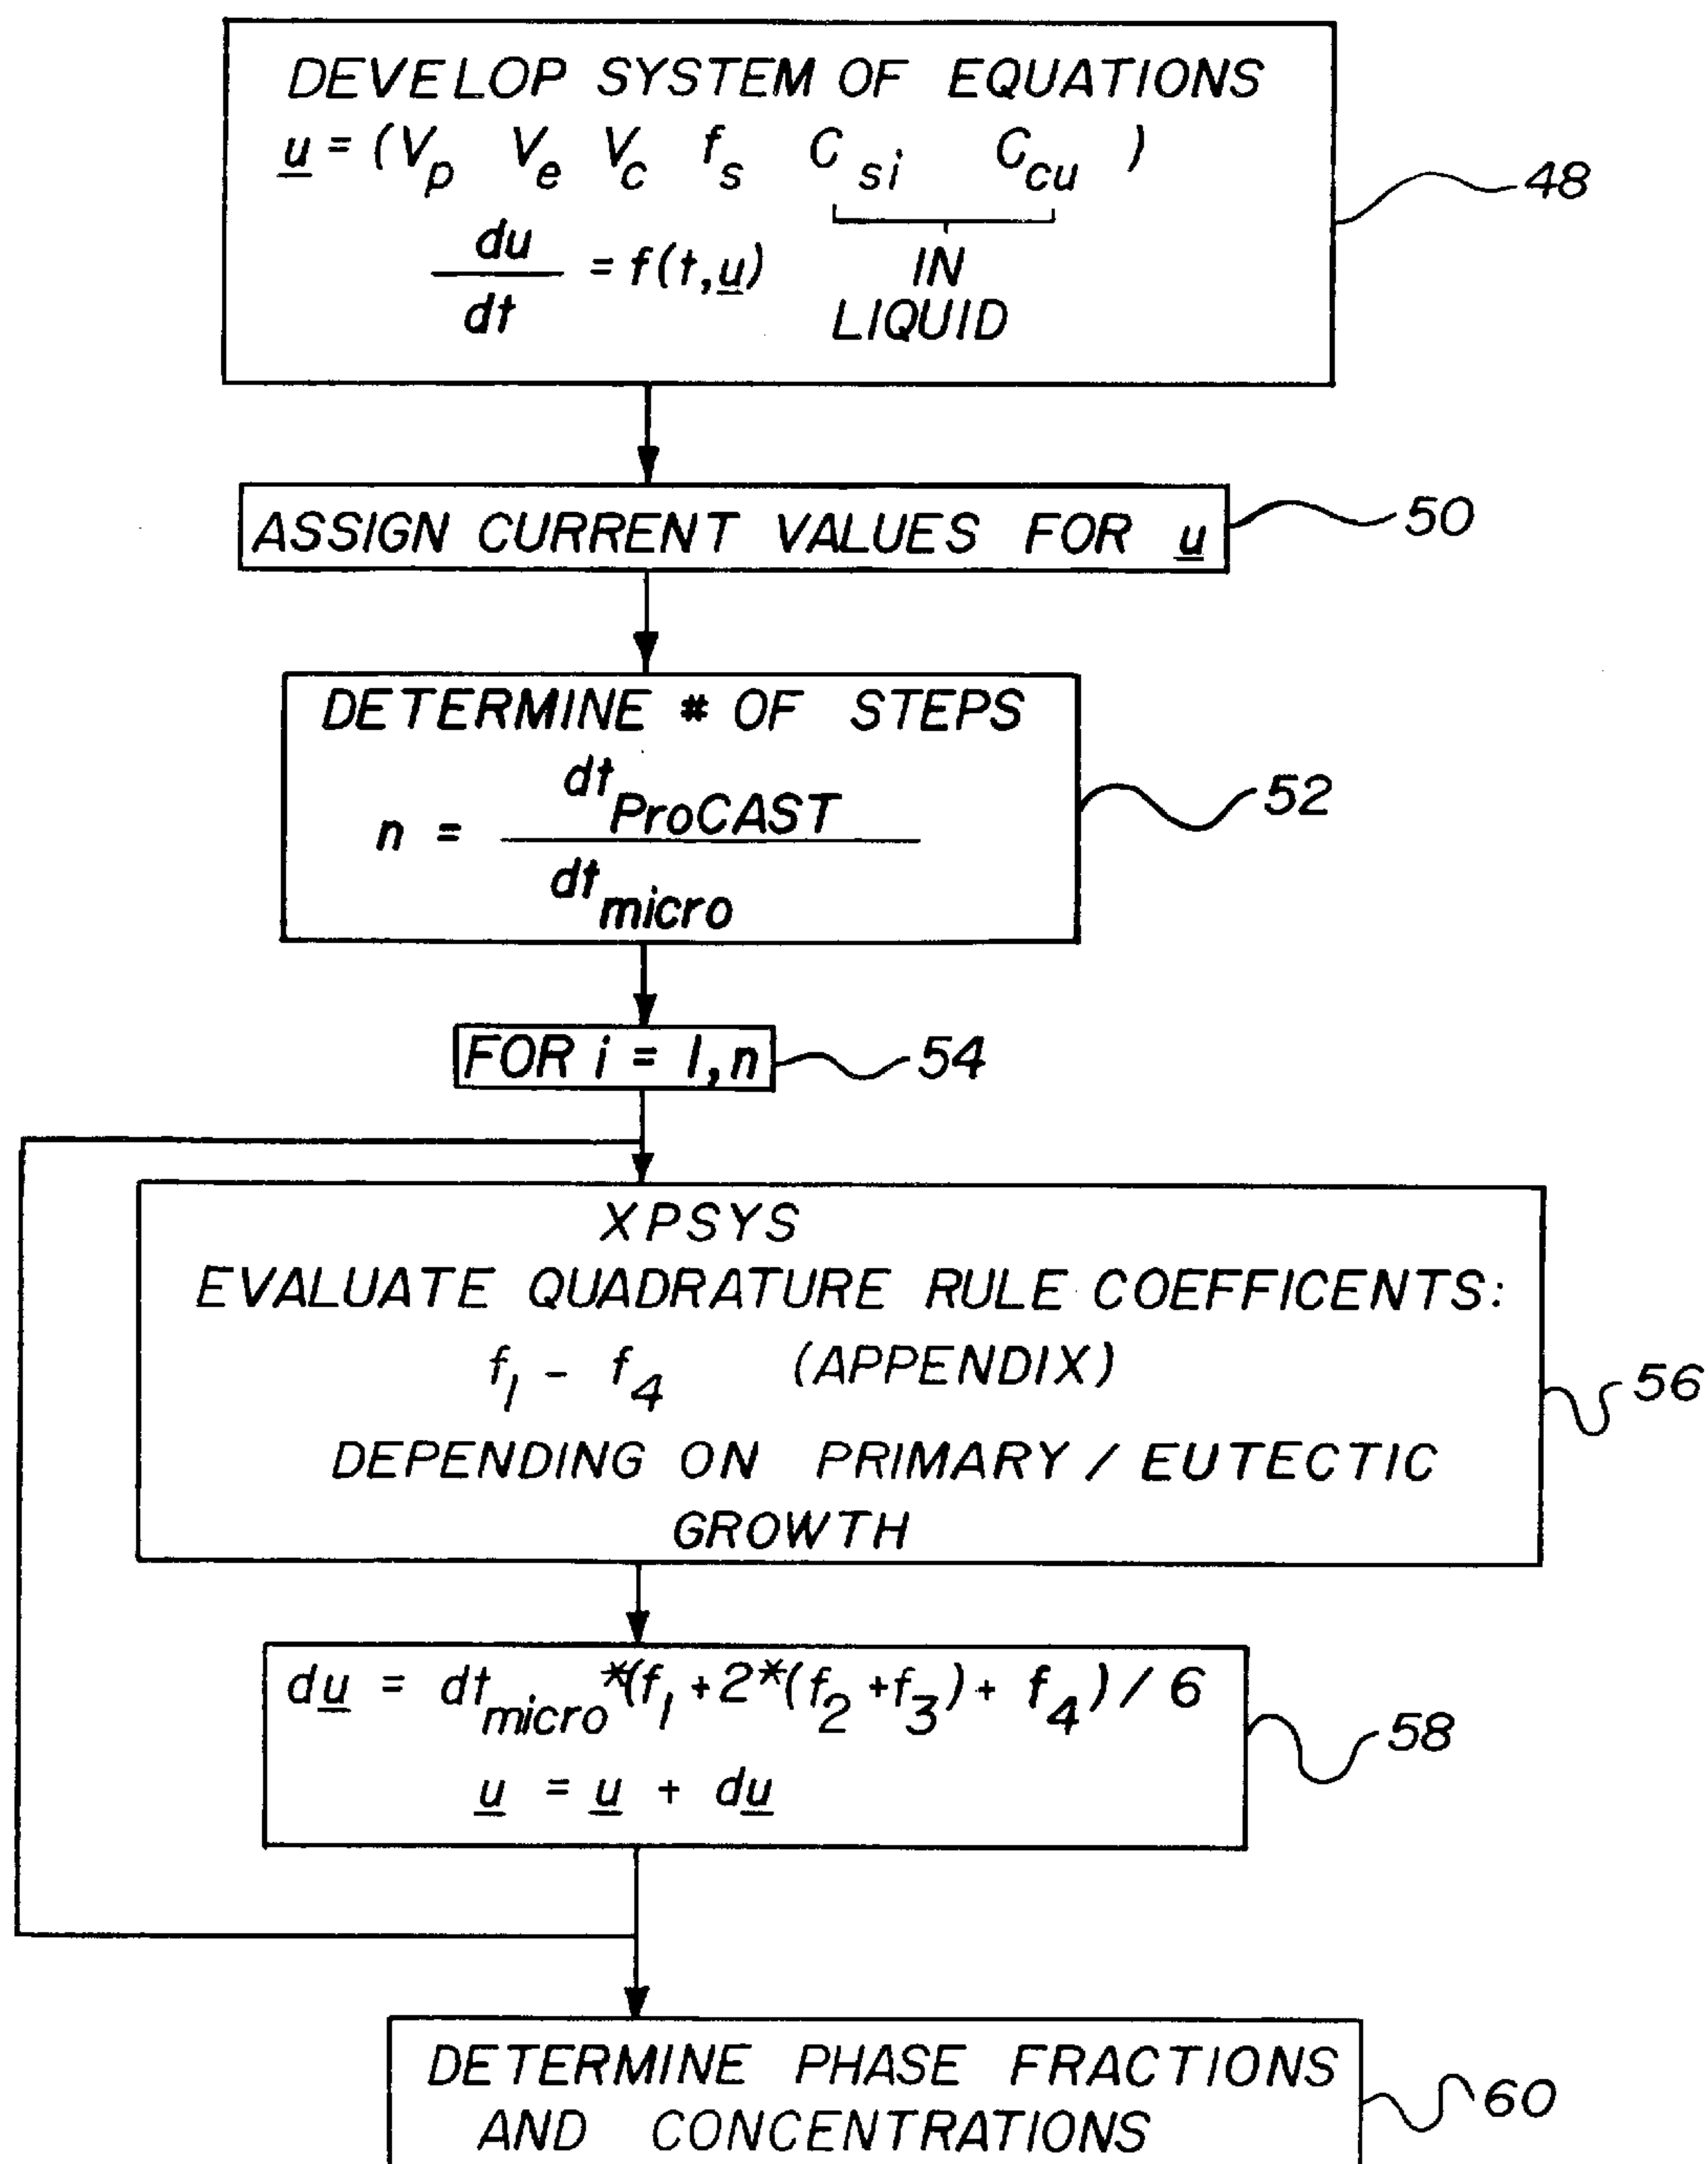 DEVELOP SYSTEM OF EQUATIONS
u = (Vp Ve Vc fs Csi Ccu )
48
du
dt
= f(t,u)
IN
LIQUID
ASSIGN CURRENT VALUES FOR u
50
DETERMINE # OF STEPS
n =
dtProCAST
dtmicro
52
FOR i = 1,n
54
XPSYS
EVALUATE QUADRATURE RULE COEFFICENTS:
f1 - f4 (APPENDIX)
56
DEPENDING ON PRIMARY / EUTECTIC
GROWTH
du = dtmicro*(f1+2*(f2+f3)+ f4)/6
58
u = u + du
DETERMINE PHASE FRACTIONS
60
AND CONCENTRATIONS